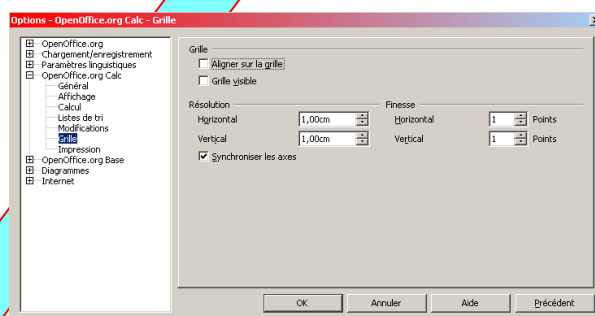 Options - OpenOffice.org Calc - Grille
OpenOffice.org
Chargement/enregistrement
Paramètres linguistiques
OpenOffice.org Calc
Général
Affichage
Calcul
Listes de tri
Modifications
Grille
Impression
OpenOffice.org Base
Diagrammes
Internet
Grille
Aligner sur la grille
Grille visible
Résolution
Finesse
Horizontal 1,00cm Horizontal 1 Points
Vertical 1,00cm Vertical 1 Points
Synchroniser les axes
OK Annuler Aide Précédent